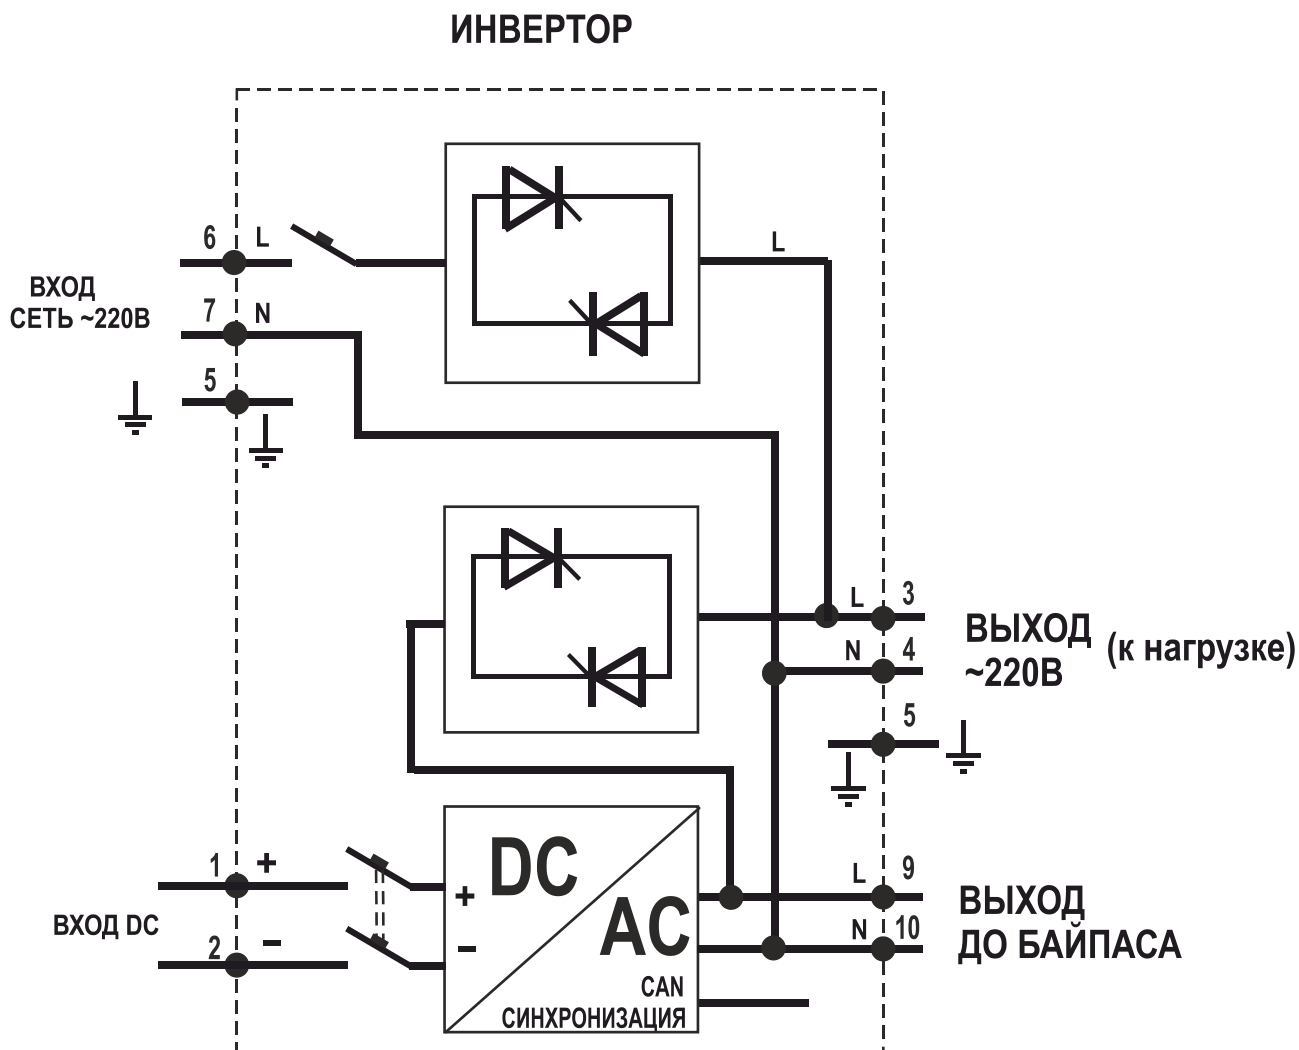 ИНВЕРТОР
6 L
L
ВХОД
СЕТЬ ~220В
7 N
5
L 3
ВЫХОД
~220В
(к нагрузке)
N 4
5
1 +
DC
+
L 9
ВХОД DC
AC
ВЫХОД
ДО БАЙПАСА
2 −
−
N 10
CAN
СИНХРОНИЗАЦИЯ